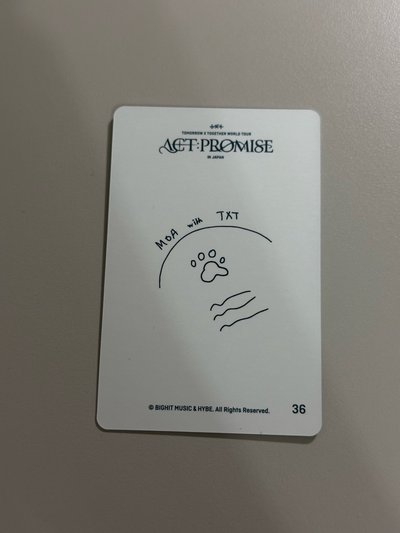 TOMORROW X TOGETHER WORLD TOUR
ACT:PROMISE
IN JAPAN
MOA with TXT
© BIGHIT MUSIC & HYBE. All Rights Reserved.
36